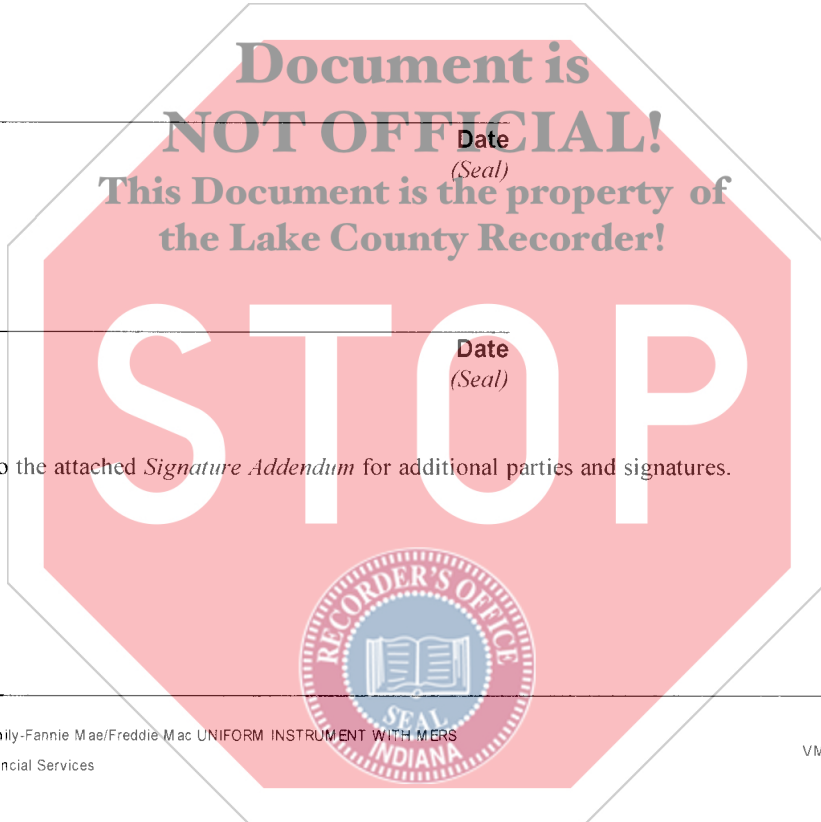 Document is
NOT OFFICIAL!
Date
(Seal)
This Document is the property of
the Lake County Recorder!
STOP
Date
(Seal)
the attached Signature Addendum for additional parties and signatures.
RECORDER'S OFFICE
SEAL
INDIANA
-Fannie Mae/Freddie Mac UNIFORM INSTRUMENT WITH MERS
Services